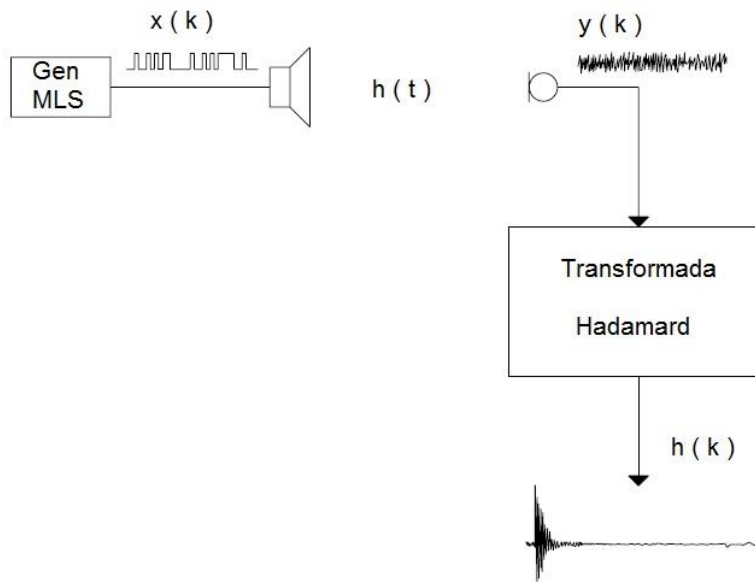 x ( k )
y ( k )
Gen
MLS
h ( t )
Transformada
Hadamard
h ( k )